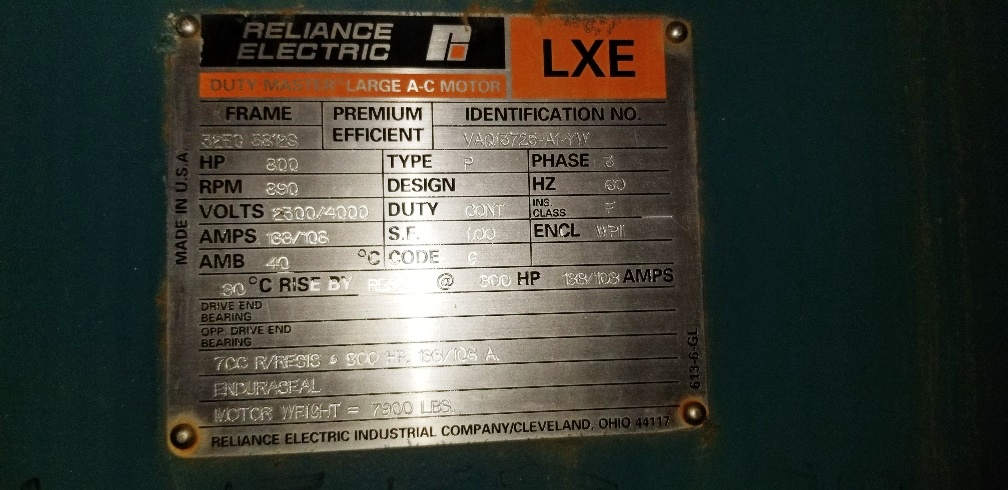 RELIANCE
ELECTRIC
LXE
DUTY MASTER LARGE A-C MOTOR
FRAME PREMIUM EFFICIENT IDENTIFICATION NO.
HP 800 TYPE P PHASE 3
RPM 890 DESIGN HZ 60
VOLTS 2300/4000 DUTY CONT INS. CLASS F
AMPS 188/108 S.F. 1.00 ENCL WPII
AMB 40 °C CODE G
°C RISE BY @ 800 HP 188/108 AMPS
DRIVE END
BEARING
OPP. DRIVE END
BEARING
70C R/RESIS @ 800 HP, 188/108 A.
ENDURASEAL
MOTOR WEIGHT = 7900 LBS.
RELIANCE ELECTRIC INDUSTRIAL COMPANY/CLEVELAND, OHIO 44117
MADE IN U.S.A.
613-6-GL